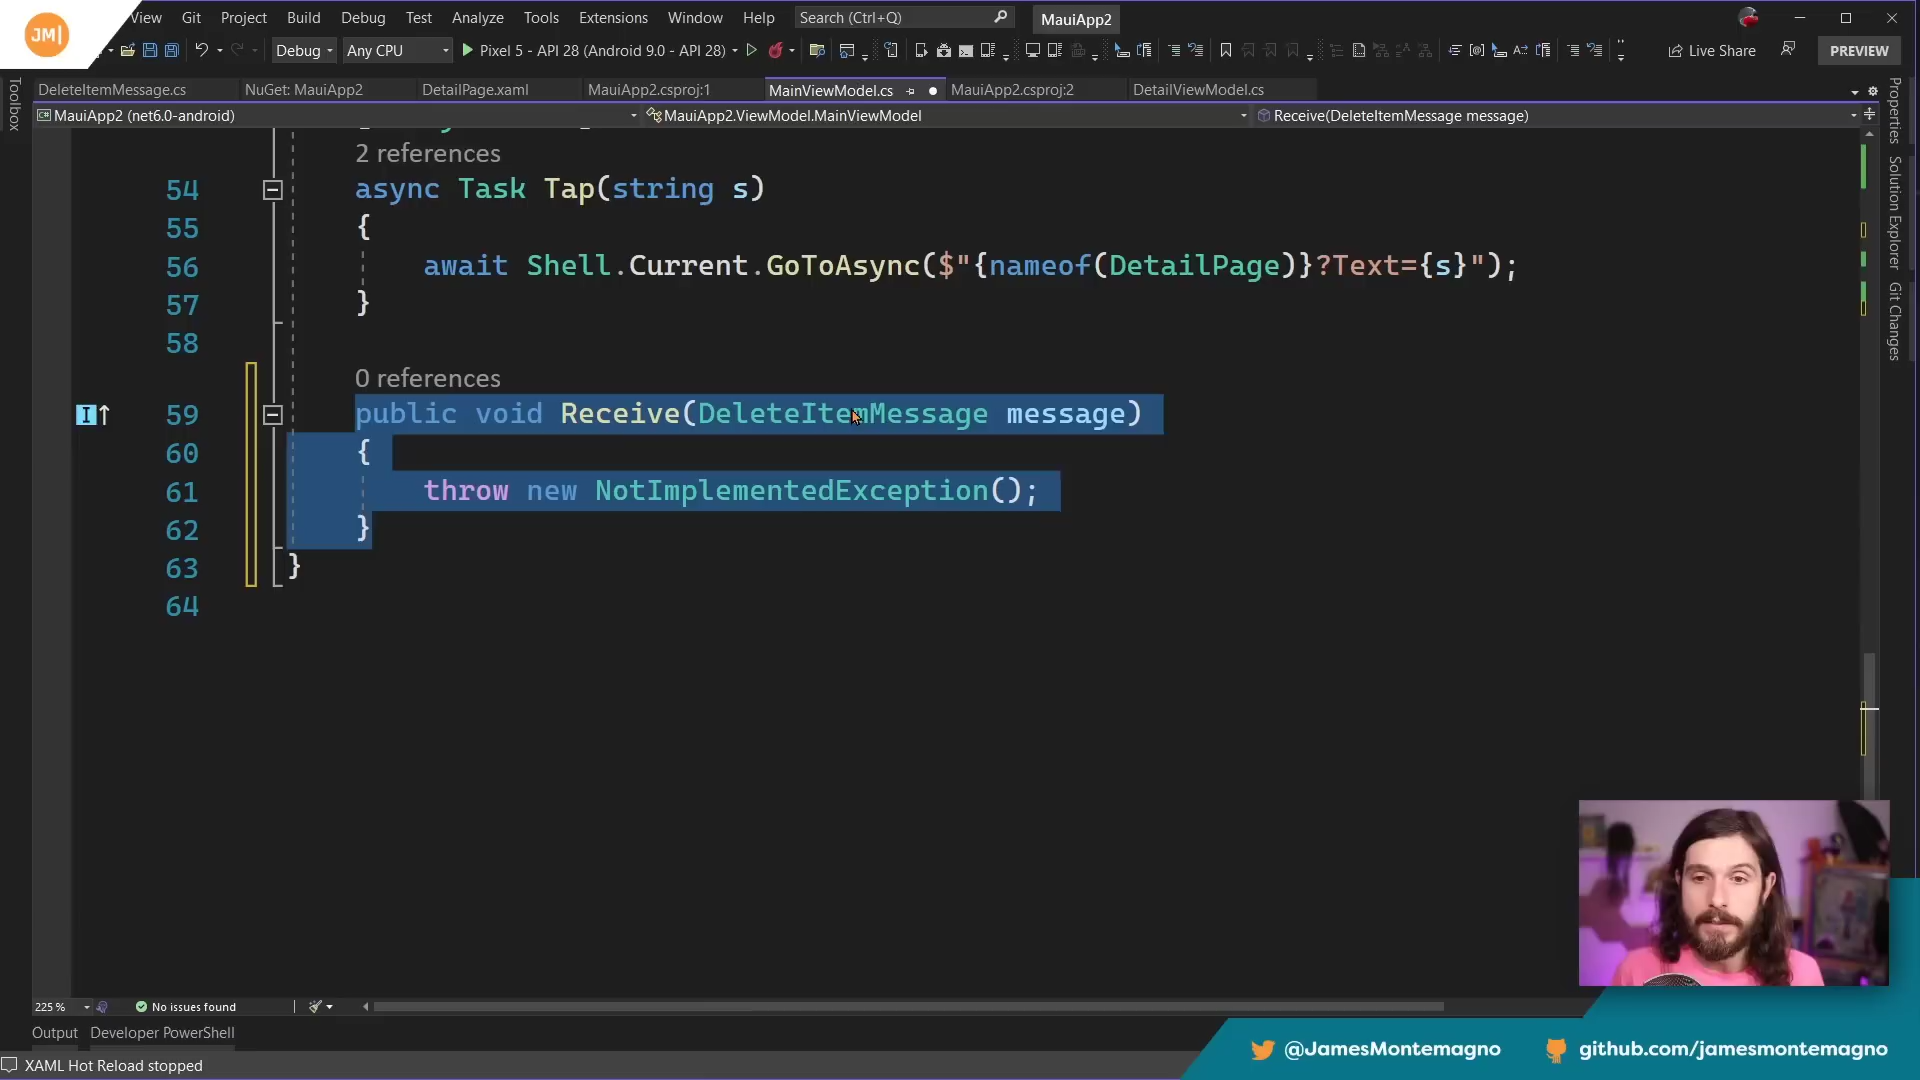 JM|
View Git Project Build Debug Test Analyze Tools Extensions Window Help Search (Ctrl+Q) MauiApp2
Debug Any CPU Pixel 5 - API 28 (Android 9.0 - API 28) Live Share PREVIEW
DeleteItemMessage.cs NuGet: MauiApp2 DetailPage.xaml MauiApp2.csproj:1 MainViewModel.cs MauiApp2.csproj:2 DetailViewModel.cs
MauiApp2 (net6.0-android) MauiApp2.ViewModel.MainViewModel Receive(DeleteItemMessage message)
Toolbox
Properties
Solution Explorer
Git Changes
2 references
54 async Task Tap(string s)
55 {
56 await Shell.Current.GoToAsync($"{nameof(DetailPage)}?Text={s}");
57 }
58
0 references
59 public void Receive(DeleteItemMessage message)
60 {
61 throw new NotImplementedException();
62 }
63 }
64
225 % No issues found
Output Developer PowerShell
XAML Hot Reload stopped
@JamesMontemagno github.com/jamesmontemagno